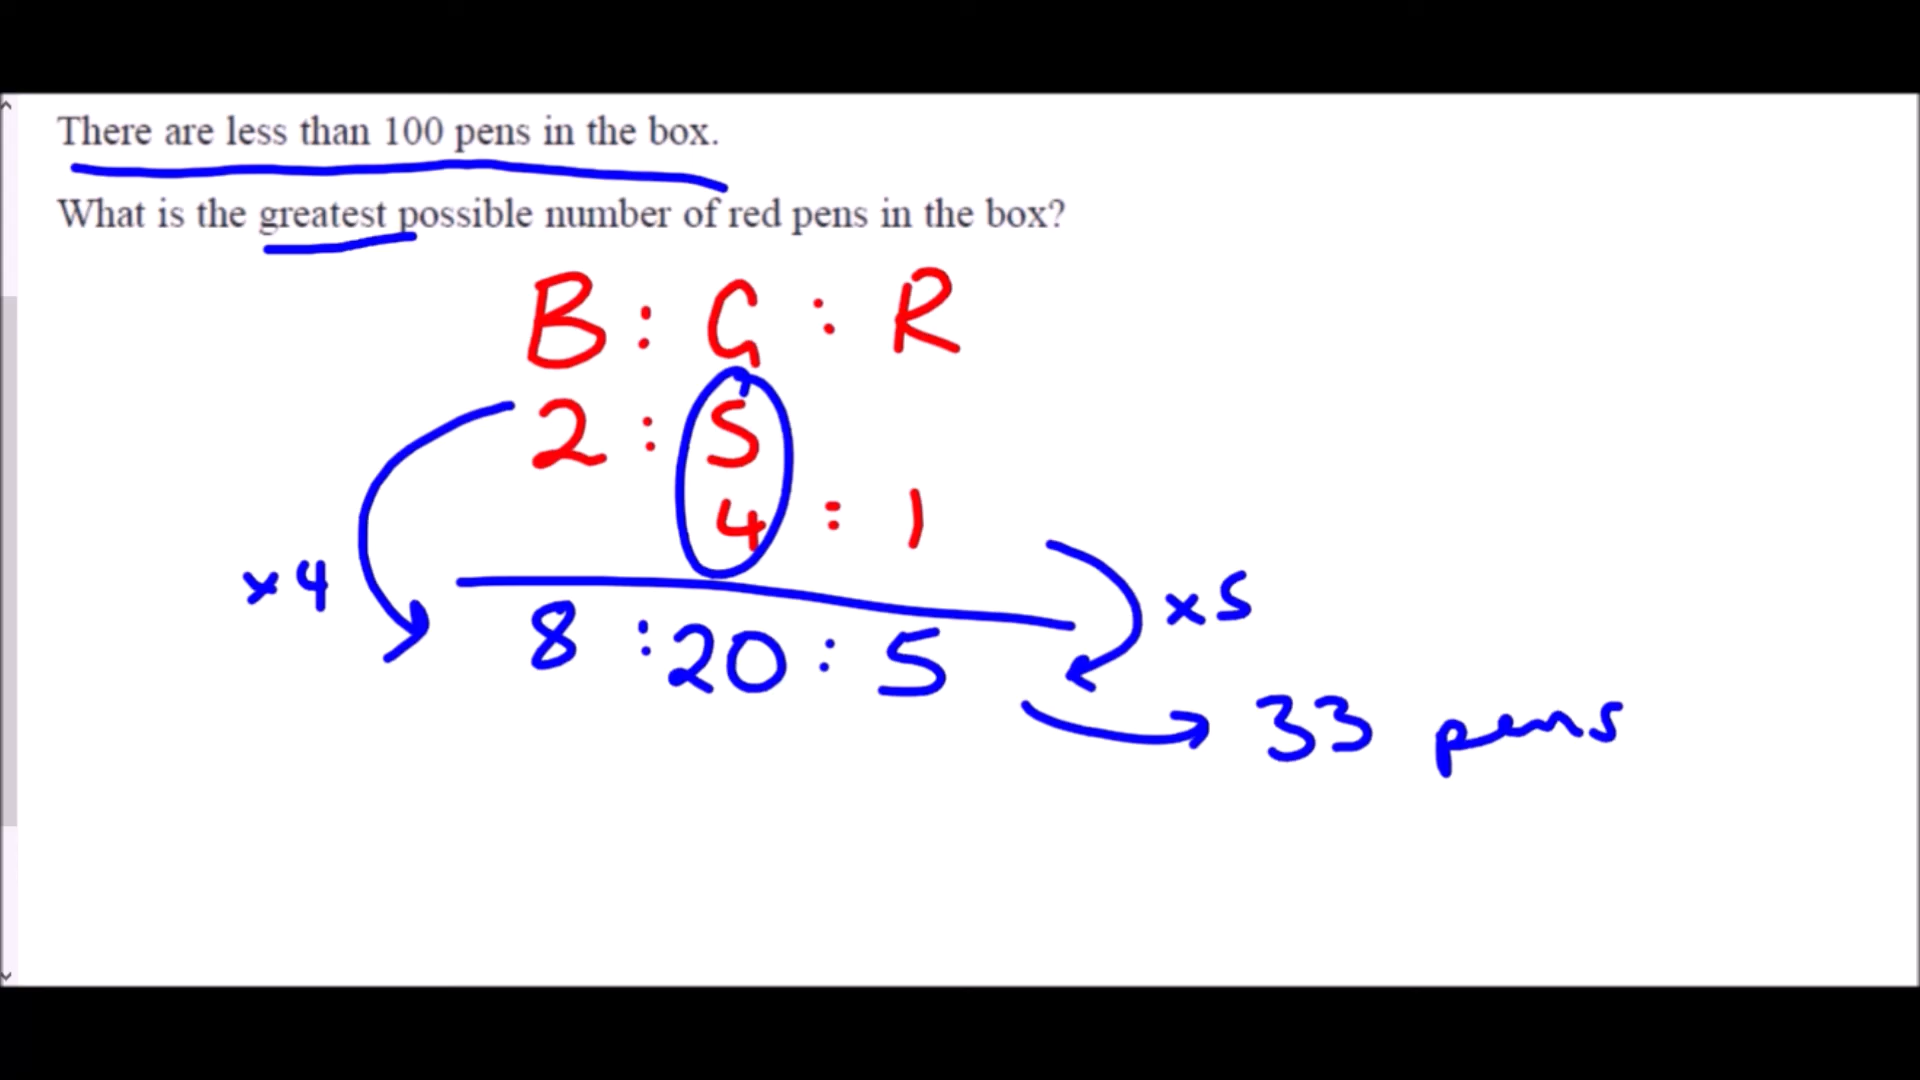 There are less than 100 pens in the box.
What is the greatest possible number of red pens in the box?
B : G : R
2 : 5
4 : 1
×4
×5
8 : 20 : 5
33 pens